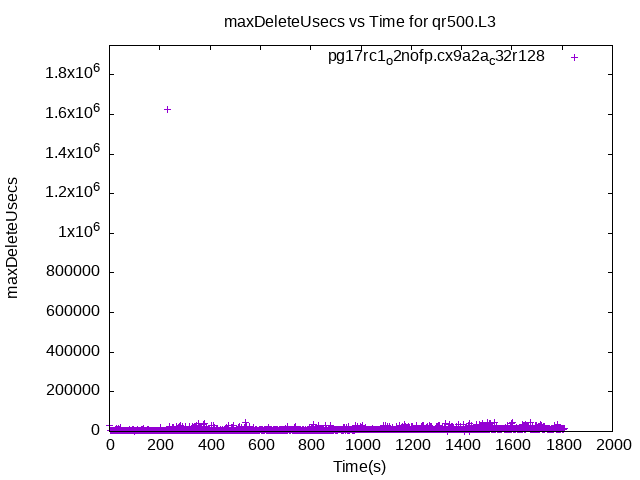 maxDeleteUsecs vs Time for qr500.L3
pg17rc1o2nofp.cx9a2ac32r128
1.8x10^6
1.6x10^6
1.4x10^6
1.2x10^6
1x10^6
800000
600000
400000
200000
0
maxDeleteUsecs
0 200 400 600 800 1000 1200 1400 1600 1800 2000
Time(s)